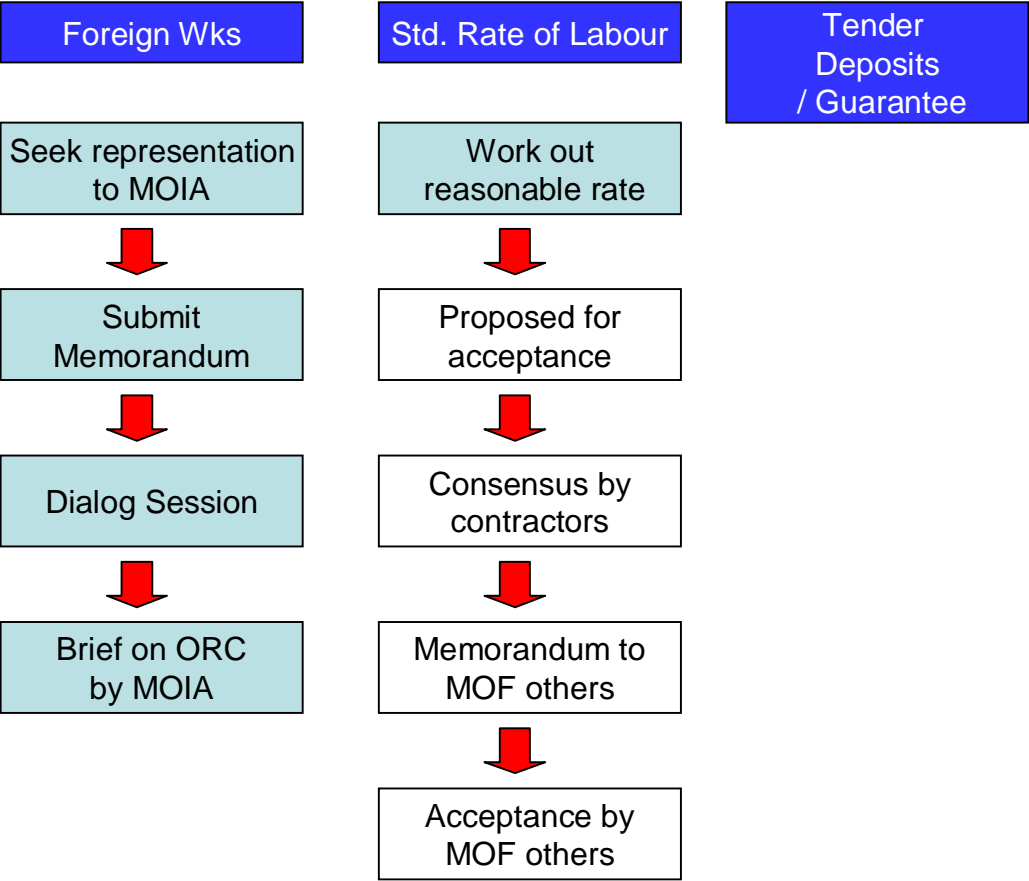 Foreign Wks
Std. Rate of Labour
Tender
Deposits
/ Guarantee
Seek representation
to MOIA
Work out
reasonable rate
Submit
Memorandum
Proposed for
acceptance
Dialog Session
Consensus by
contractors
Brief on ORC
by MOIA
Memorandum to
MOF others
Acceptance by
MOF others